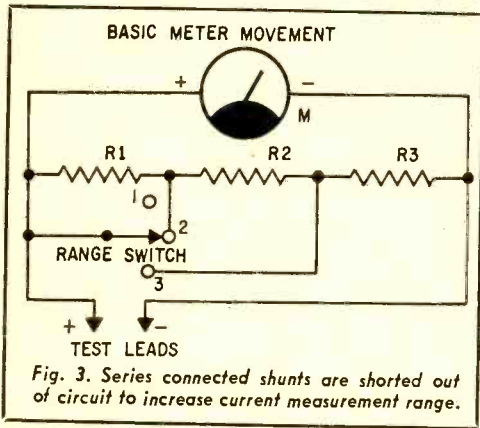 BASIC METER MOVEMENT
+ −
M
R1 R2 R3
1
2
RANGE SWITCH
3
+ −
TEST LEADS
Fig. 3. Series connected shunts are shorted out
of circuit to increase current measurement range.